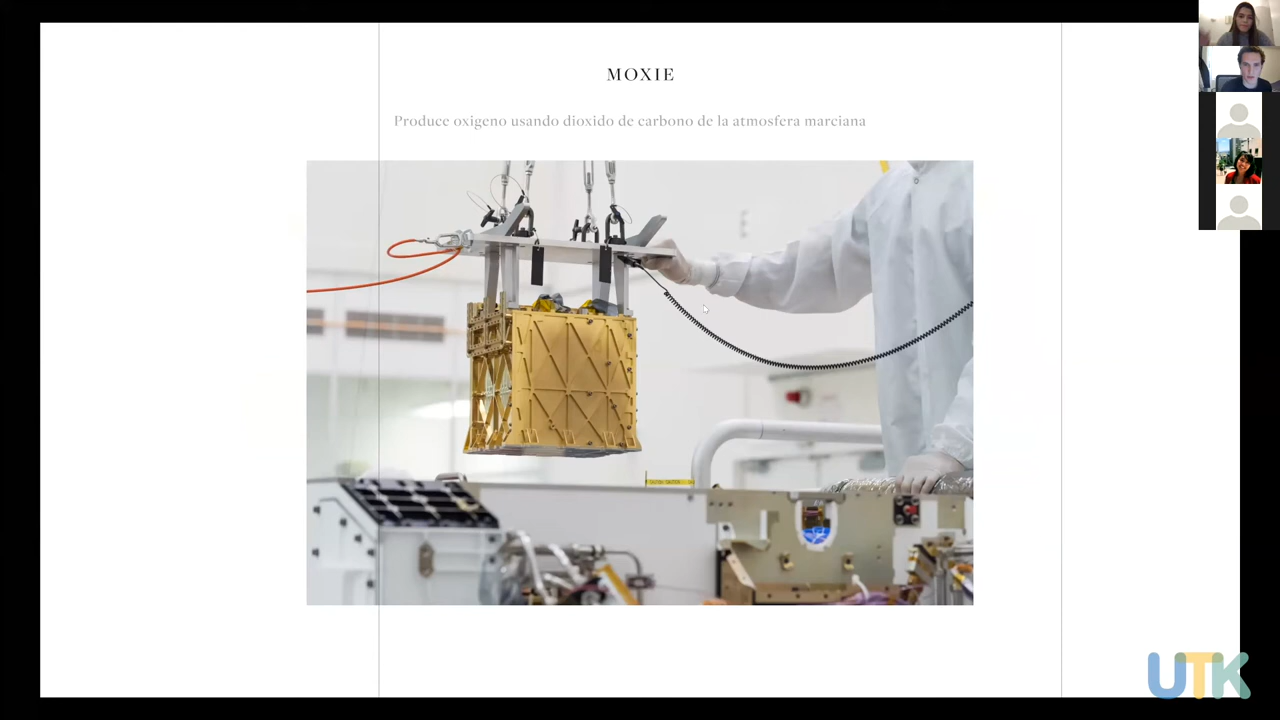 MOXIE
Produce oxigeno usando dioxido de carbono de la atmosfera marciana
UTK